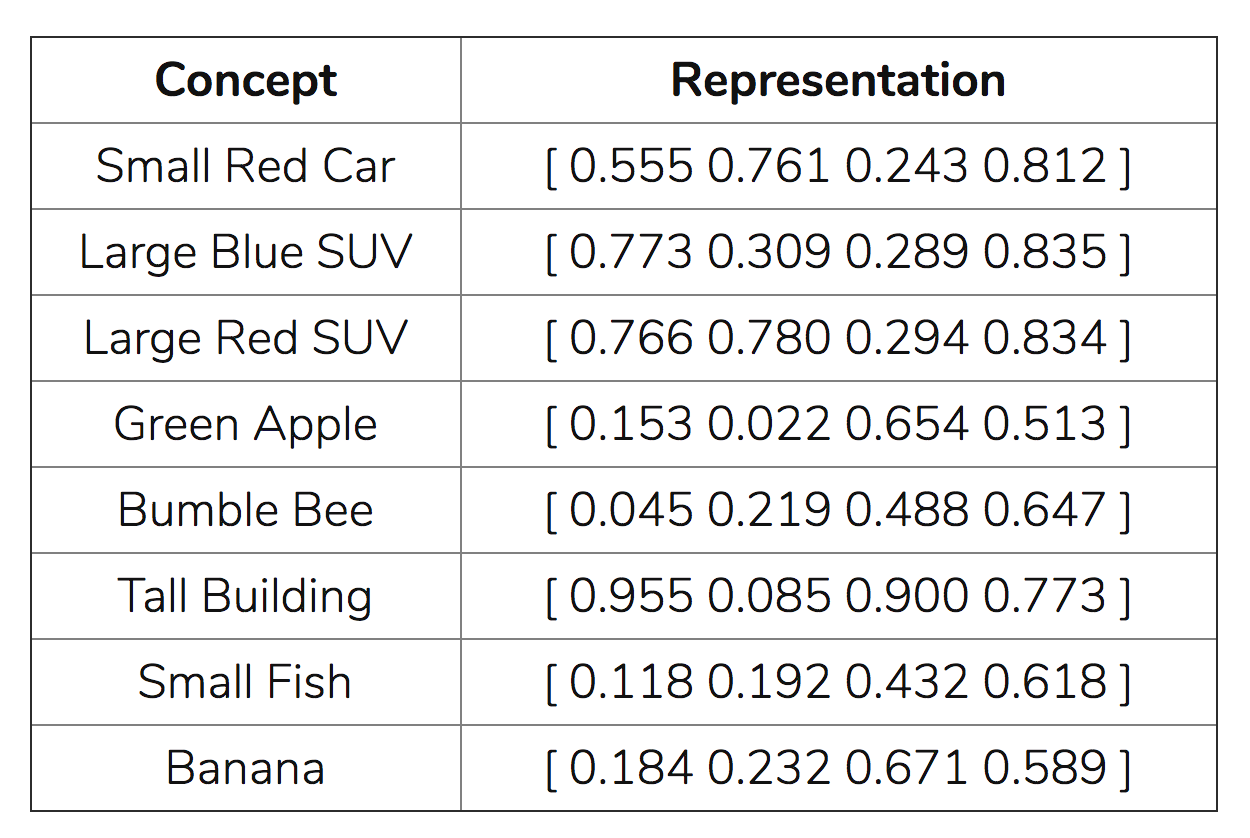 Concept Representation
Small Red Car [ 0.555 0.761 0.243 0.812 ]
Large Blue SUV [ 0.773 0.309 0.289 0.835 ]
Large Red SUV [ 0.766 0.780 0.294 0.834 ]
Green Apple [ 0.153 0.022 0.654 0.513 ]
Bumble Bee [ 0.045 0.219 0.488 0.647 ]
Tall Building [ 0.955 0.085 0.900 0.773 ]
Small Fish [ 0.118 0.192 0.432 0.618 ]
Banana [ 0.184 0.232 0.671 0.589 ]